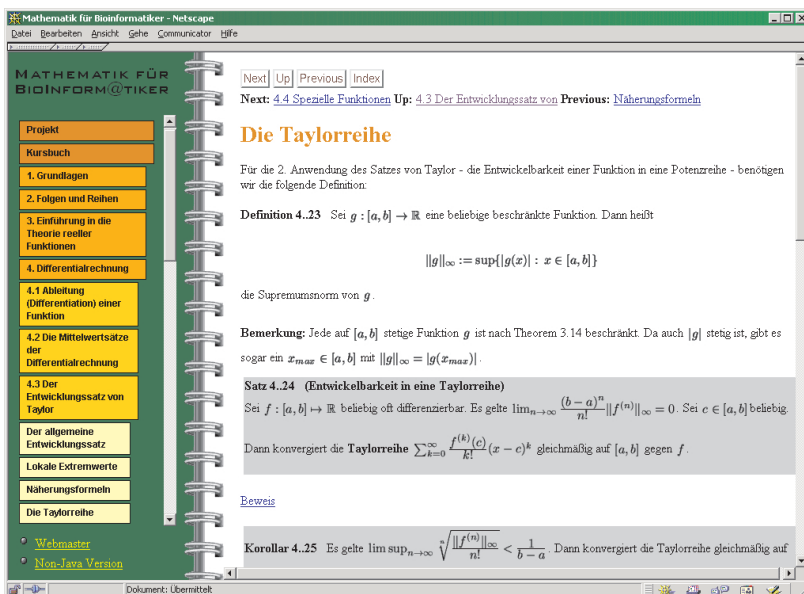 Mathematik für Bioinformatiker - Netscape
Datei Bearbeiten Ansicht Gehe Communicator Hilfe
MATHEMATIK FÜR
BIOINFORM@TIKER
Projekt
Kursbuch
1. Grundlagen
2. Folgen und Reihen
3. Einführung in die
Theorie reeller
Funktionen
4. Differentialrechnung
4.1 Ableitung
(Differentiation) einer
Funktion
4.2 Die Mittelwertsätze
der
Differentialrechnung
4.3 Der
Entwicklungssatz von
Taylor
Der allgemeine
Entwicklungssatz
Lokale Extremwerte
Näherungsformeln
Die Taylorreihe
Webmaster
Non-Java Version
Next Up Previous Index
Next: 4.4 Spezielle Funktionen Up: 4.3 Der Entwicklungssatz von Previous: Näherungsformeln
Die Taylorreihe
Für die 2. Anwendung des Satzes von Taylor - die Entwickelbarkeit einer Funktion in eine Potenzreihe - benötigen
wir die folgende Definition:
Definition 4..23 Sei g : [a, b] → ℝ eine beliebige beschränkte Funktion. Dann heißt
||g||∞ := sup{|g(x)| : x ∈ [a, b]}
die Supremumsnorm von g .
Bemerkung: Jede auf [a, b] stetige Funktion g ist nach Theorem 3.14 beschränkt. Da auch |g| stetig ist, gibt es
sogar ein x_max ∈ [a, b] mit ||g||∞ = |g(x_max)| .
Satz 4..24 (Entwickelbarkeit in eine Taylorreihe)
Sei f : [a, b] ↦ ℝ beliebig oft differenzierbar. Es gelte lim_{n→∞} (b − a)^n / n! ||f^(n)||∞ = 0 . Sei c ∈ [a, b] beliebig.
Dann konvergiert die Taylorreihe ∑_{k=0}^∞ f^(k)(c) / k! (x − c)^k gleichmäßig auf [a, b] gegen f .
Beweis
Korollar 4..25 Es gelte lim sup_{n→∞} ⁿ√(||f^(n)||∞ / n!) < 1 / (b − a) . Dann konvergiert die Taylorreihe gleichmäßig auf
Dokument: Übermittelt